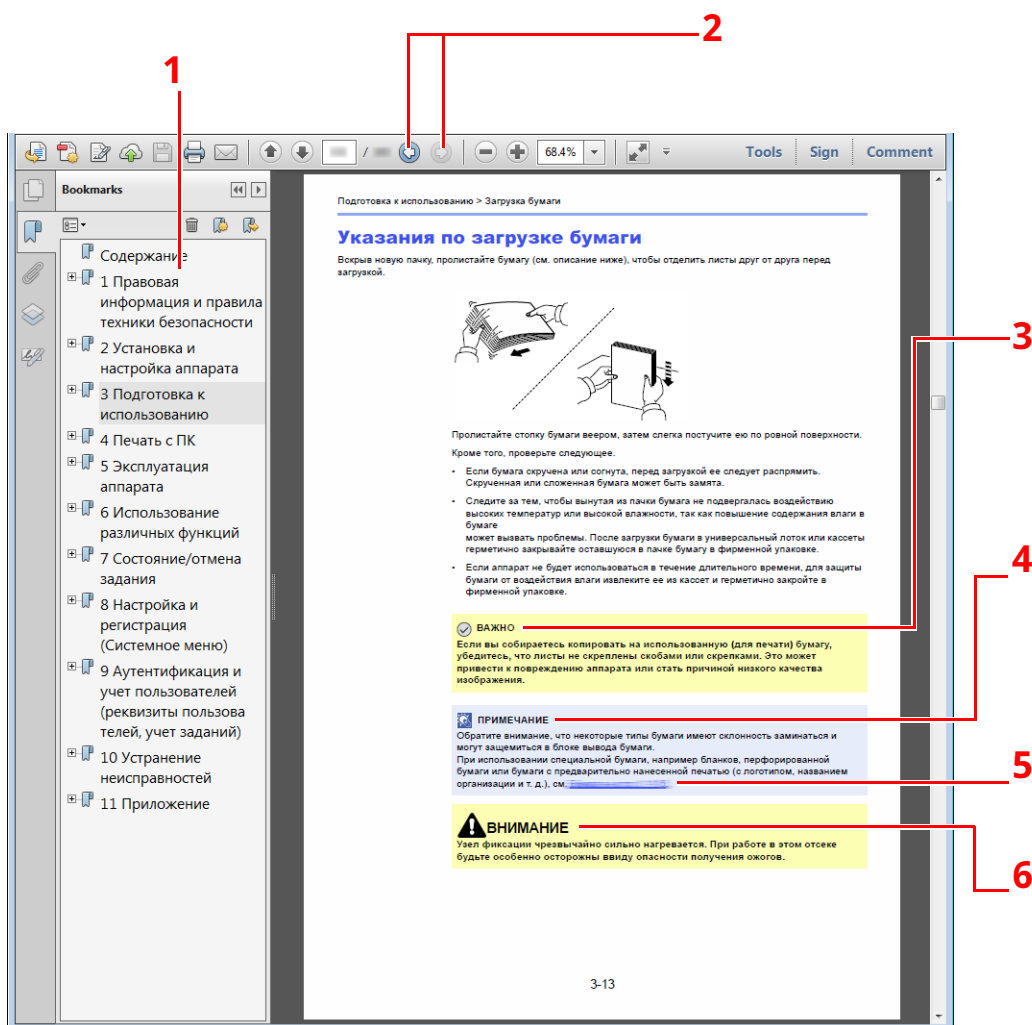 2
1
68.4%
Tools Sign Comment
Bookmarks
Содержание
1 Правовая
информация и правила
техники безопасности
2 Установка и
настройка аппарата
3 Подготовка к
использованию
4 Печать с ПК
5 Эксплуатация
аппарата
6 Использование
различных функций
7 Состояние/отмена
задания
8 Настройка и
регистрация
(Системное меню)
9 Аутентификация и
учет пользователей
(реквизиты пользова
телей, учет заданий)
10 Устранение
неисправностей
11 Приложение
Подготовка к использованию > Загрузка бумаги
Указания по загрузке бумаги
Вскрыв новую пачку, пролистайте бумагу (см. описание ниже), чтобы отделить листы друг от друга перед
загрузкой.
3
Пролистайте стопку бумаги веером, затем слегка постучите ею по ровной поверхности.
Кроме того, проверьте следующее.
• Если бумага скручена или согнута, перед загрузкой ее следует распрямить.
Скрученная или сложенная бумага может быть замята.
• Следите за тем, чтобы вынутая из пачки бумага не подвергалась воздействию
высоких температур или высокой влажности, так как повышение содержания влаги в
бумаге
может вызвать проблемы. После загрузки бумаги в универсальный лоток или кассеты
герметично закрывайте оставшуюся в пачке бумагу в фирменной упаковке.
• Если аппарат не будет использоваться в течение длительного времени, для защиты
бумаги от воздействия влаги извлеките ее из кассет и герметично закройте в
фирменной упаковке.
4
ВАЖНО
Если вы собираетесь копировать на использованную (для печати) бумагу,
убедитесь, что листы не скреплены скобами или скрепками. Это может
привести к повреждению аппарата или стать причиной низкого качества
изображения.
ПРИМЕЧАНИЕ
Обратите внимание, что некоторые типы бумаги имеют склонность заминаться и
могут защемиться в блоке вывода бумаги.
При использовании специальной бумаги, например бланков, перфорированной
бумаги или бумаги с предварительно нанесенной печатью (с логотипом, названием
организации и т. д.), см.
5
ВНИМАНИЕ
Узел фиксации чрезвычайно сильно нагревается. При работе в этом отсеке
будьте особенно осторожны ввиду опасности получения ожогов.
6
3-13